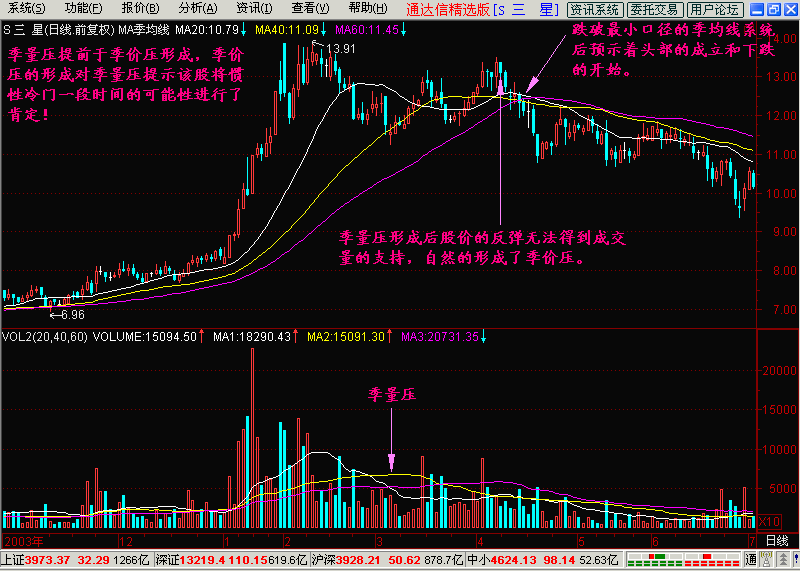 系统(S) 功能(F) 报价(B) 分析(A) 资讯(I) 查看(V) 帮助(H) 通达信精选版[S 三 星] 资讯系统 委托交易 用户论坛
S 三 星(日线.前复权) MA季均线 MA20:10.79↓ MA40:11.09↓ MA60:11.45↓
季量压提前于季价压形成，季价
压的形成对季量压提示该股将惯
性冷门一段时间的可能性进行了
肯定！
13.91
跌破最小口径的季均线系统
后预示着头部的成立和下跌
的开始。
14.00
13.00
12.00
11.00
10.00
9.00
8.00
7.00
季量压形成后股价的反弹无法得到成交
量的支持，自然的形成了季价压。
6.96
VOL2(20,40,60) VOLUME:15094.50↑ MA1:18290.43↑ MA2:15091.30↑ MA3:20731.35↓
季量压
20000
15000
10000
5000
X10
2003年 12 1 2 3 4 5 6 7 日线
上证3973.37 32.29 1266亿 深证13219.4 110.15 619.6亿 沪深3928.21 50.62 878.7亿 中小4624.13 98.14 52.63亿 通